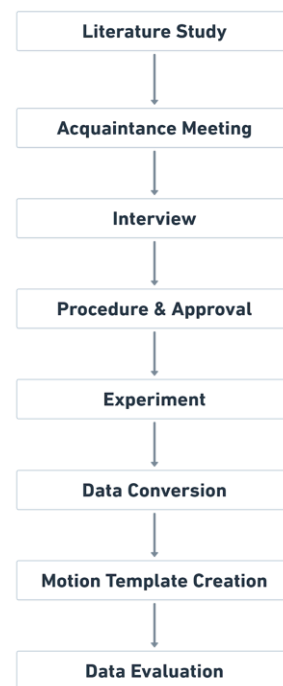 Literature Study
Acquaintance Meeting
Interview
Procedure & Approval
Experiment
Data Conversion
Motion Template Creation
Data Evaluation